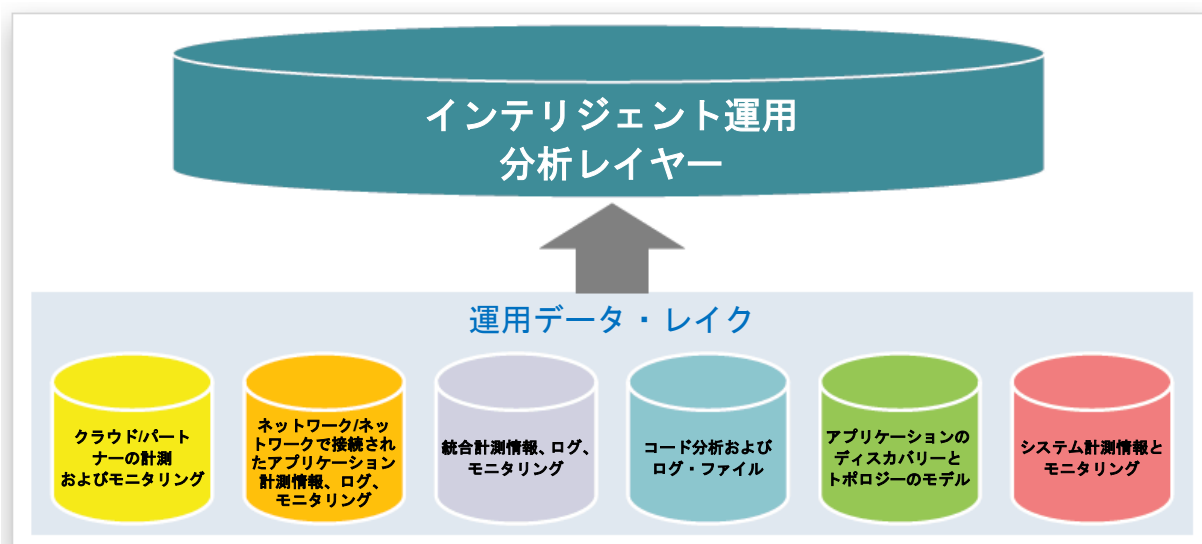 インテリジェント運用
分析レイヤー
運用データ・レイク
クラウド/パート
ナーの計測
およびモニタリング
ネットワーク/ネッ
トワークで接続され
たアプリケーション
計測情報、ログ、
モニタリング
統合計測情報、ログ、
モニタリング
コード分析および
ログ・ファイル
アプリケーションの
ディスカバリーと
トポロジーのモデル
システム計測情報と
モニタリング